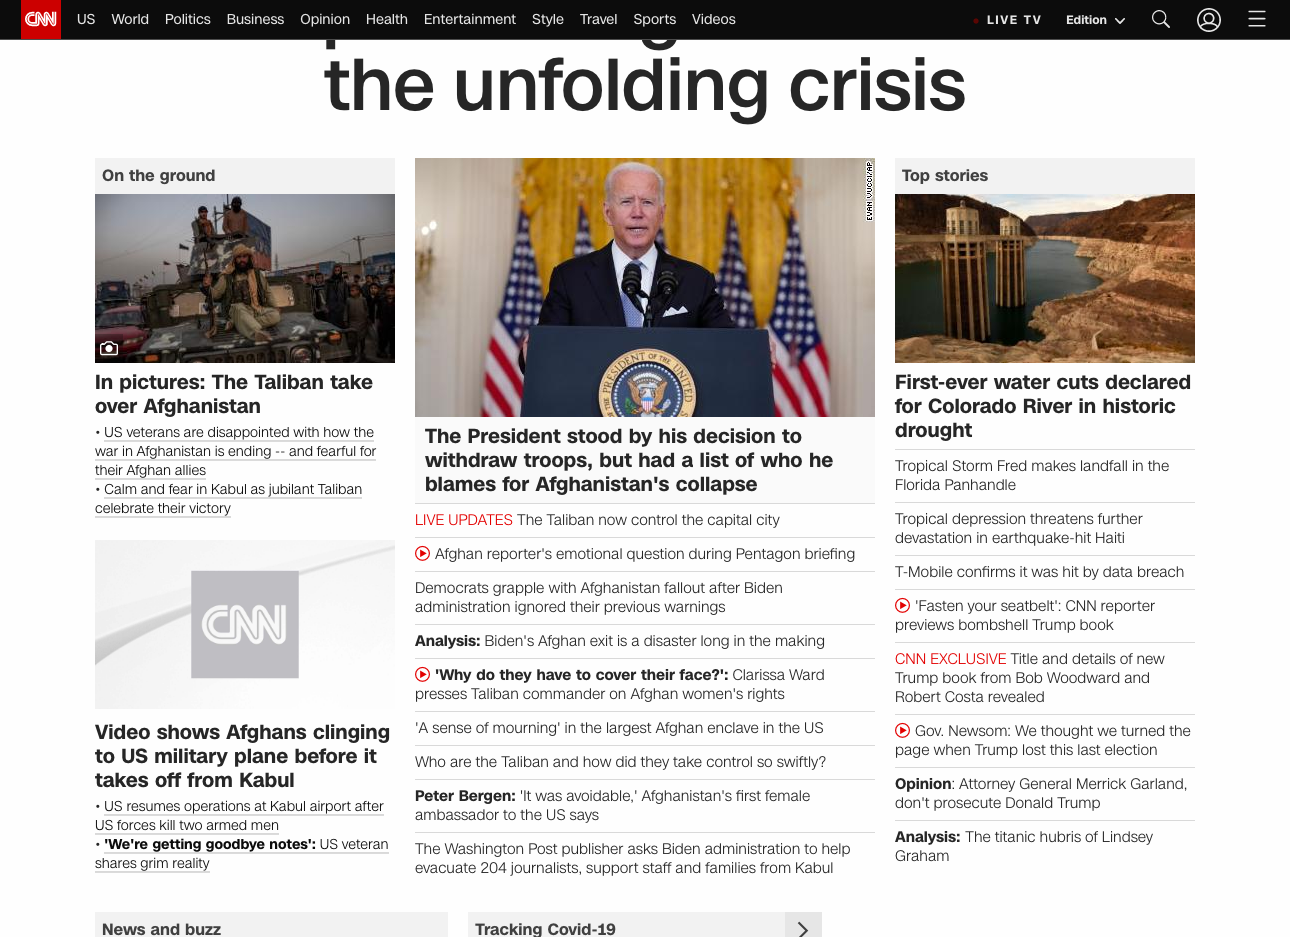 CNN
US World Politics Business Opinion Health Entertainment Style Travel Sports Videos
LIVE TV Edition
the unfolding crisis
On the ground
In pictures: The Taliban take
over Afghanistan
• US veterans are disappointed with how the
war in Afghanistan is ending -- and fearful for
their Afghan allies
• Calm and fear in Kabul as jubilant Taliban
celebrate their victory
CNN
Video shows Afghans clinging
to US military plane before it
takes off from Kabul
• US resumes operations at Kabul airport after
US forces kill two armed men
• 'We're getting goodbye notes': US veteran
shares grim reality
EVAN VUCCI/AP
SEAL OF THE PRESIDENT OF THE UNITED STATES
The President stood by his decision to
withdraw troops, but had a list of who he
blames for Afghanistan's collapse
LIVE UPDATES The Taliban now control the capital city
Afghan reporter's emotional question during Pentagon briefing
Democrats grapple with Afghanistan fallout after Biden
administration ignored their previous warnings
Analysis: Biden's Afghan exit is a disaster long in the making
'Why do they have to cover their face?': Clarissa Ward
presses Taliban commander on Afghan women's rights
'A sense of mourning' in the largest Afghan enclave in the US
Who are the Taliban and how did they take control so swiftly?
Peter Bergen: 'It was avoidable,' Afghanistan's first female
ambassador to the US says
The Washington Post publisher asks Biden administration to help
evacuate 204 journalists, support staff and families from Kabul
Top stories
First-ever water cuts declared
for Colorado River in historic
drought
Tropical Storm Fred makes landfall in the
Florida Panhandle
Tropical depression threatens further
devastation in earthquake-hit Haiti
T-Mobile confirms it was hit by data breach
'Fasten your seatbelt': CNN reporter
previews bombshell Trump book
CNN EXCLUSIVE Title and details of new
Trump book from Bob Woodward and
Robert Costa revealed
Gov. Newsom: We thought we turned the
page when Trump lost this last election
Opinion: Attorney General Merrick Garland,
don't prosecute Donald Trump
Analysis: The titanic hubris of Lindsey
Graham
News and buzz
Tracking Covid-19